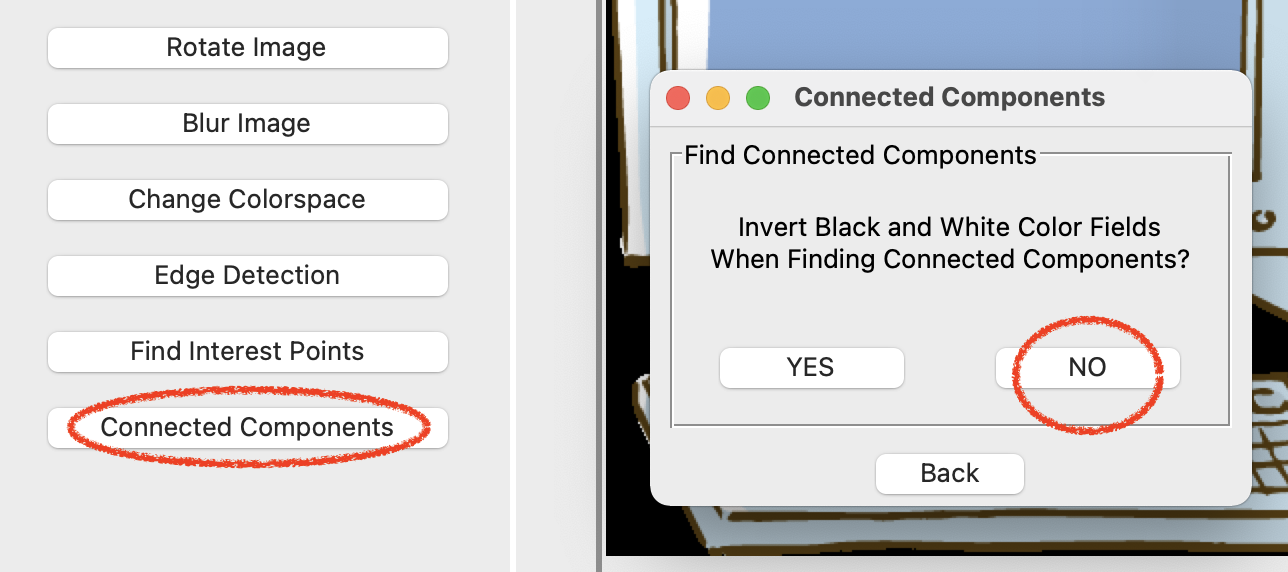 Rotate Image
Blur Image
Change Colorspace
Edge Detection
Find Interest Points
Connected Components
Connected Components
Find Connected Components
Invert Black and White Color Fields
When Finding Connected Components?
YES
NO
Back